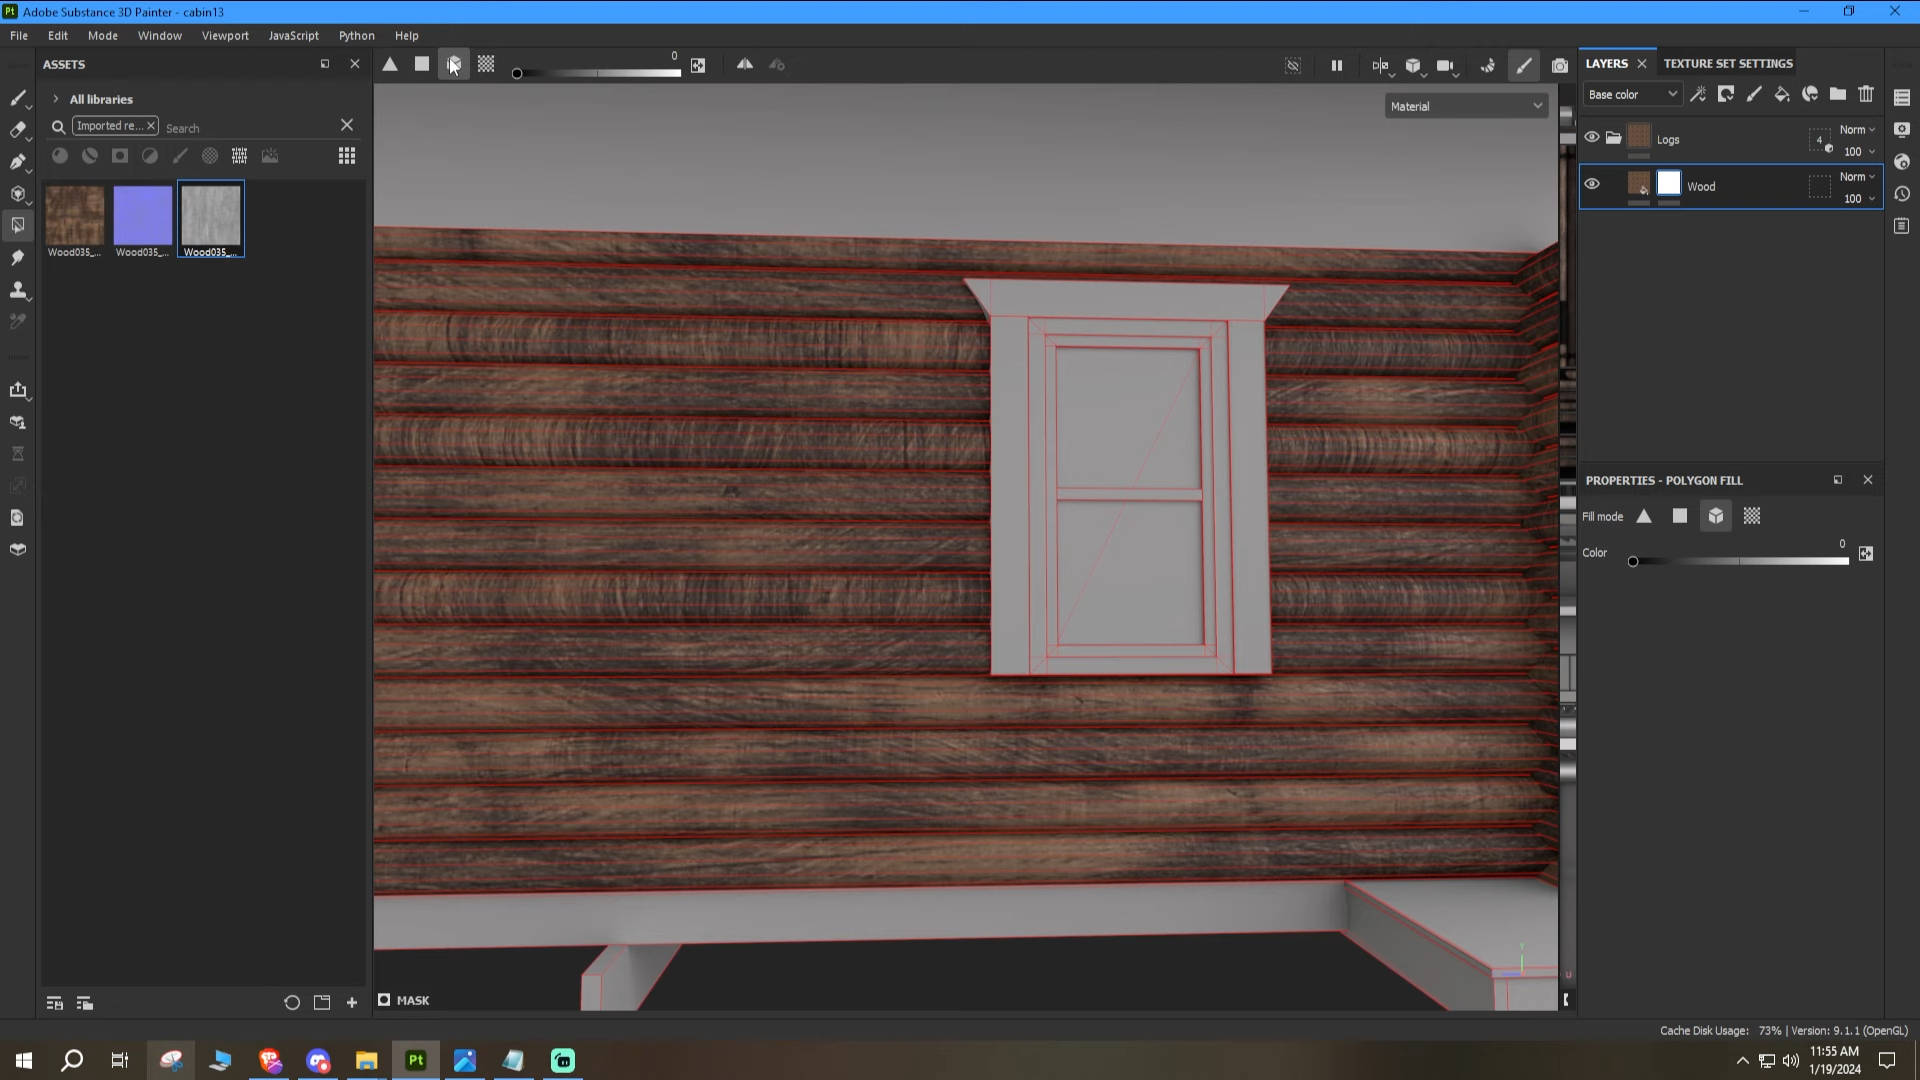 Pt Adobe Substance 3D Painter - cabin13
File Edit Mode Window Viewport JavaScript Python Help
ASSETS
All libraries
Imported re... Search
Wood035_... Wood035_... Wood035_...
0
Material
MASK
Y
LAYERS TEXTURE SET SETTINGS
Base color
Logs 4 Norm
100
Wood Norm
100
PROPERTIES - POLYGON FILL
Fill mode
Color 0
Cache Disk Usage: 73% | Version: 9.1.1 (OpenGL)
Pt
11:55 AM
1/19/2024